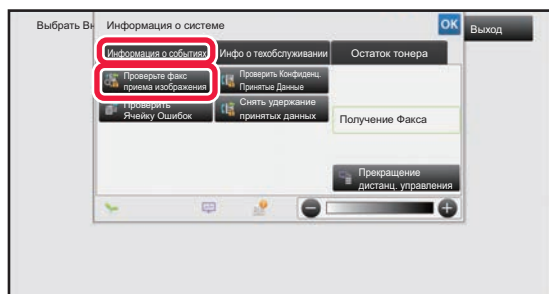 Выбрать Вн
Информация о системе
OK
Выход
Информация о событиях
Инфо о техобслуживании
Остаток тонера
Проверьте факс
приема изображения
Проверить Конфиденц.
Принятые Данные
Проверить
Ячейку Ошибок
Снять удержание
принятых данных
Получение Факса
Прекращение
дистанц. управления